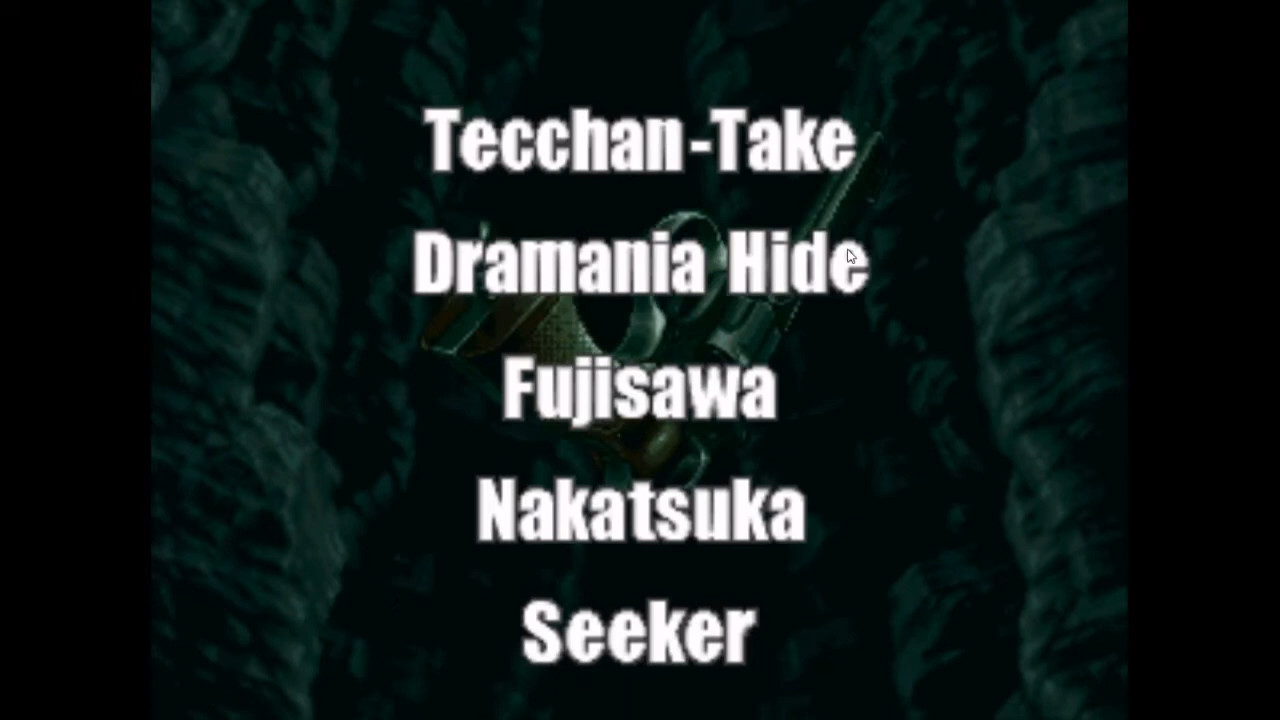 Tecchan-Take
Dramania Hide
Fujisawa
Nakatsuka
Seeker